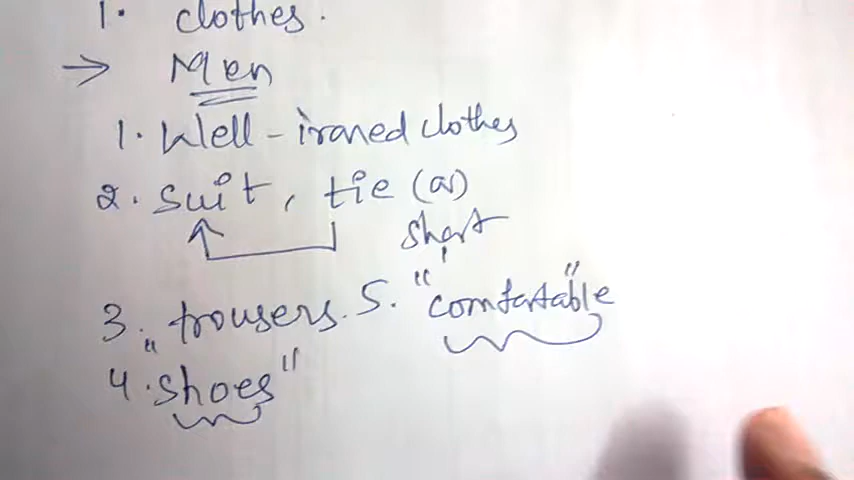 1. clothes.
→ Men
1. Well-ironed clothes
2. suit, tie (or)
short
3. trousers. 5. "comfortable"
4. "shoes"